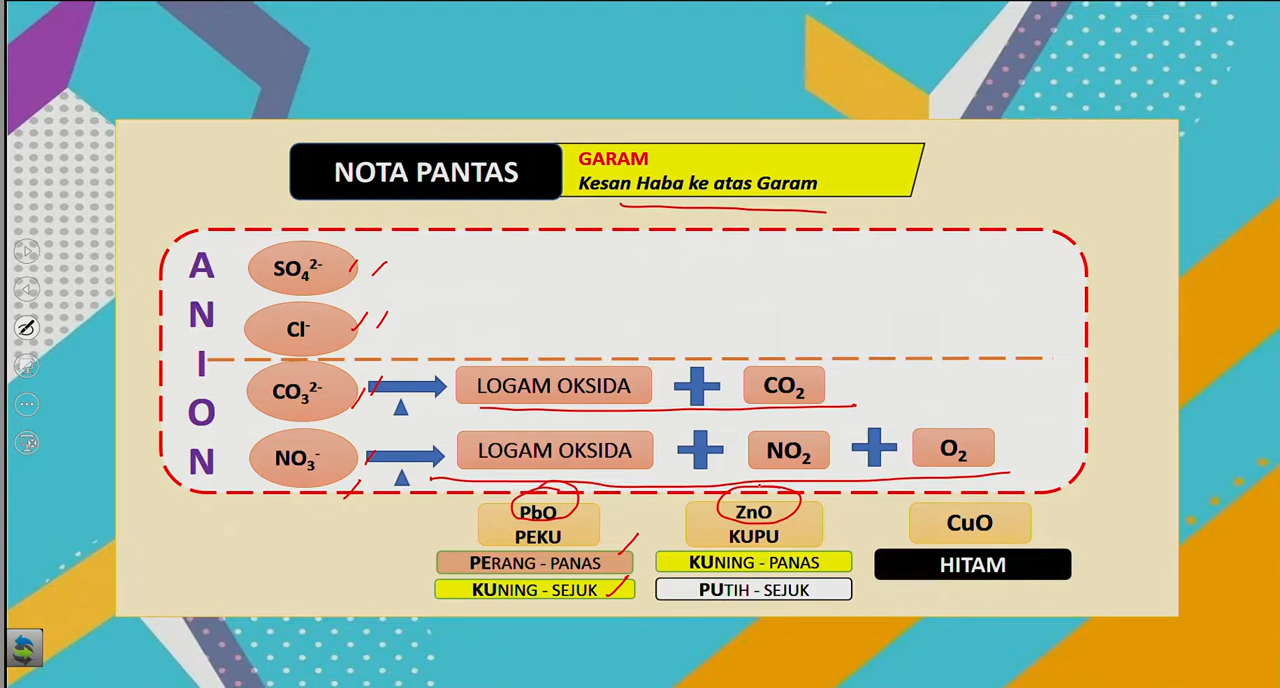 NOTA PANTAS
GARAM
Kesan Haba ke atas Garam
ANION
SO₄²⁻
Cl⁻
CO₃²⁻ LOGAM OKSIDA + CO₂
NO₃⁻ LOGAM OKSIDA + NO₂ + O₂
PbO
PEKU
PERANG - PANAS
KUNING - SEJUK
ZnO
KUPU
KUNING - PANAS
PUTIH - SEJUK
CuO
HITAM